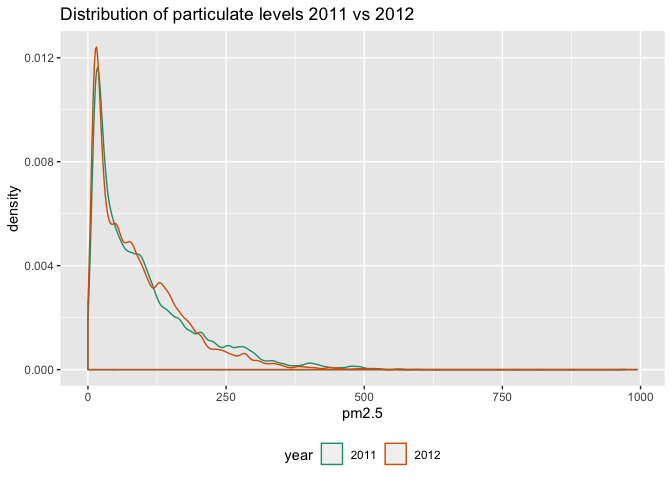 Distribution of particulate levels 2011 vs 2012
0.012
0.008
0.004
0.000
density
0 250 500 750 1000
pm2.5
year 2011 2012